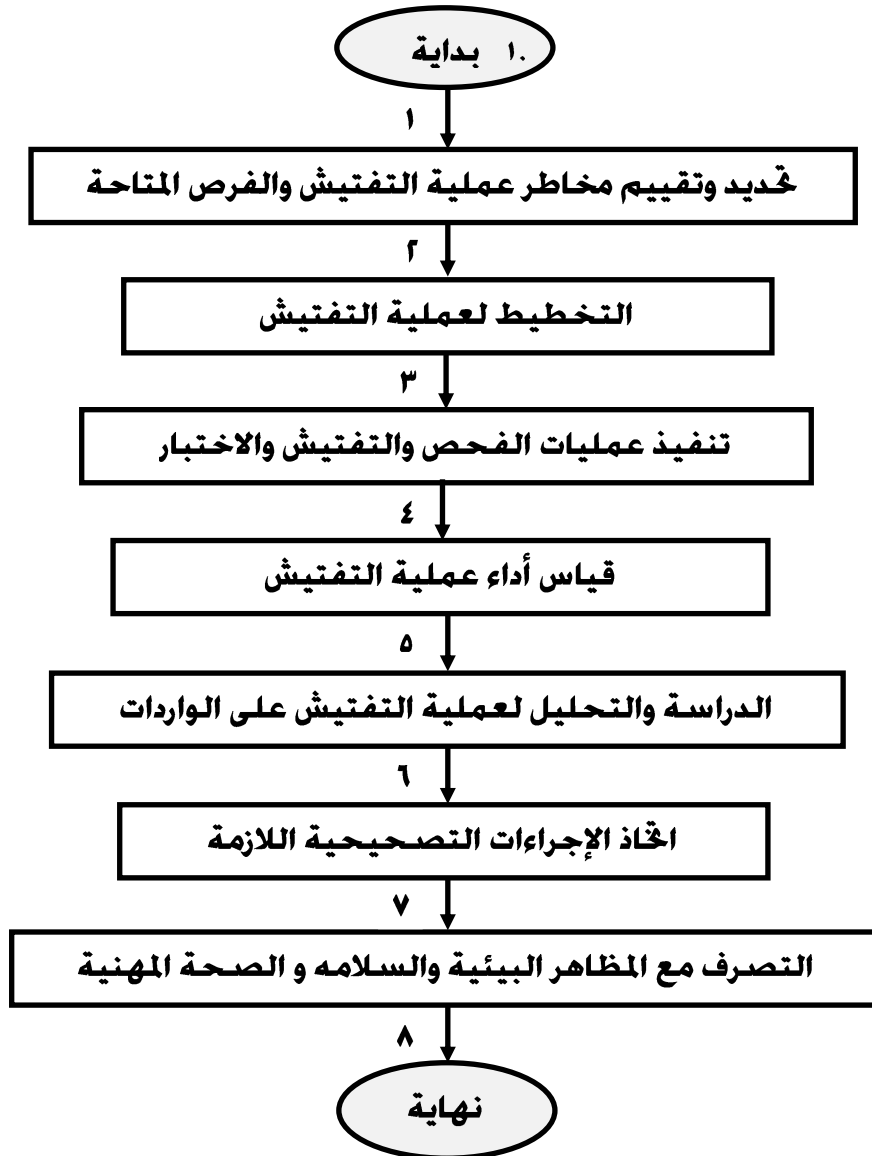 ١. بداية
١
تحديد وتقييم مخاطر عملية التفتيش والفرص المتاحة
٢
التخطيط لعملية التفتيش
٣
تنفيذ عمليات الفحص والتفتيش والاختبار
٤
قياس أداء عملية التفتيش
٥
الدراسة والتحليل لعملية التفتيش على الواردات
٦
اتخاذ الإجراءات التصحيحية اللازمة
٧
التصرف مع المظاهر البيئية والسلامه و الصحة المهنية
٨
نهاية